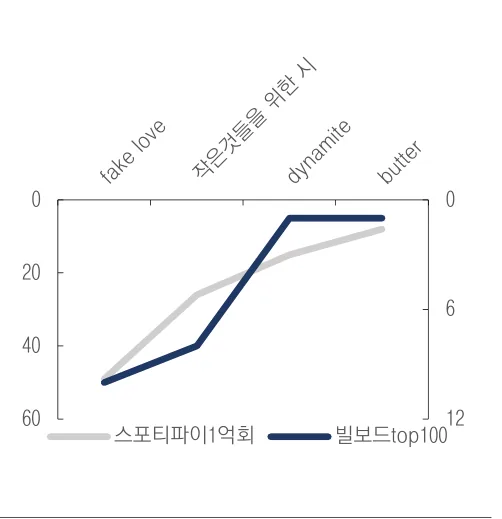 fake love
작은것들을 위한 시
dynamite
butter
0
20
40
60
0
6
12
스포티파이1억회
빌보드top100